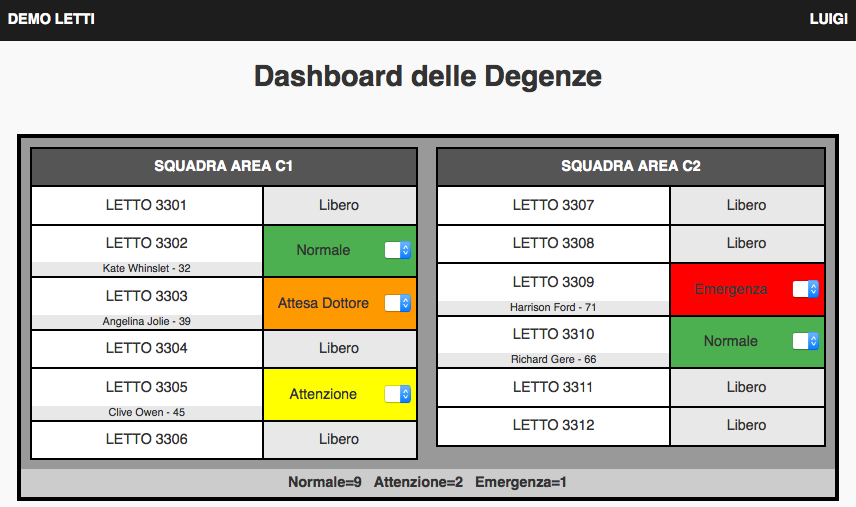 DEMO LETTI LUIGI
Dashboard delle Degenze
SQUADRA AREA C1
LETTO 3301 Libero
LETTO 3302 Normale
Kate Whinslet - 32
LETTO 3303 Attesa Dottore
Angelina Jolie - 39
LETTO 3304 Libero
LETTO 3305 Attenzione
Clive Owen - 45
LETTO 3306 Libero
SQUADRA AREA C2
LETTO 3307 Libero
LETTO 3308 Libero
LETTO 3309 Emergenza
Harrison Ford - 71
LETTO 3310 Normale
Richard Gere - 66
LETTO 3311 Libero
LETTO 3312 Libero
Normale=9 Attenzione=2 Emergenza=1